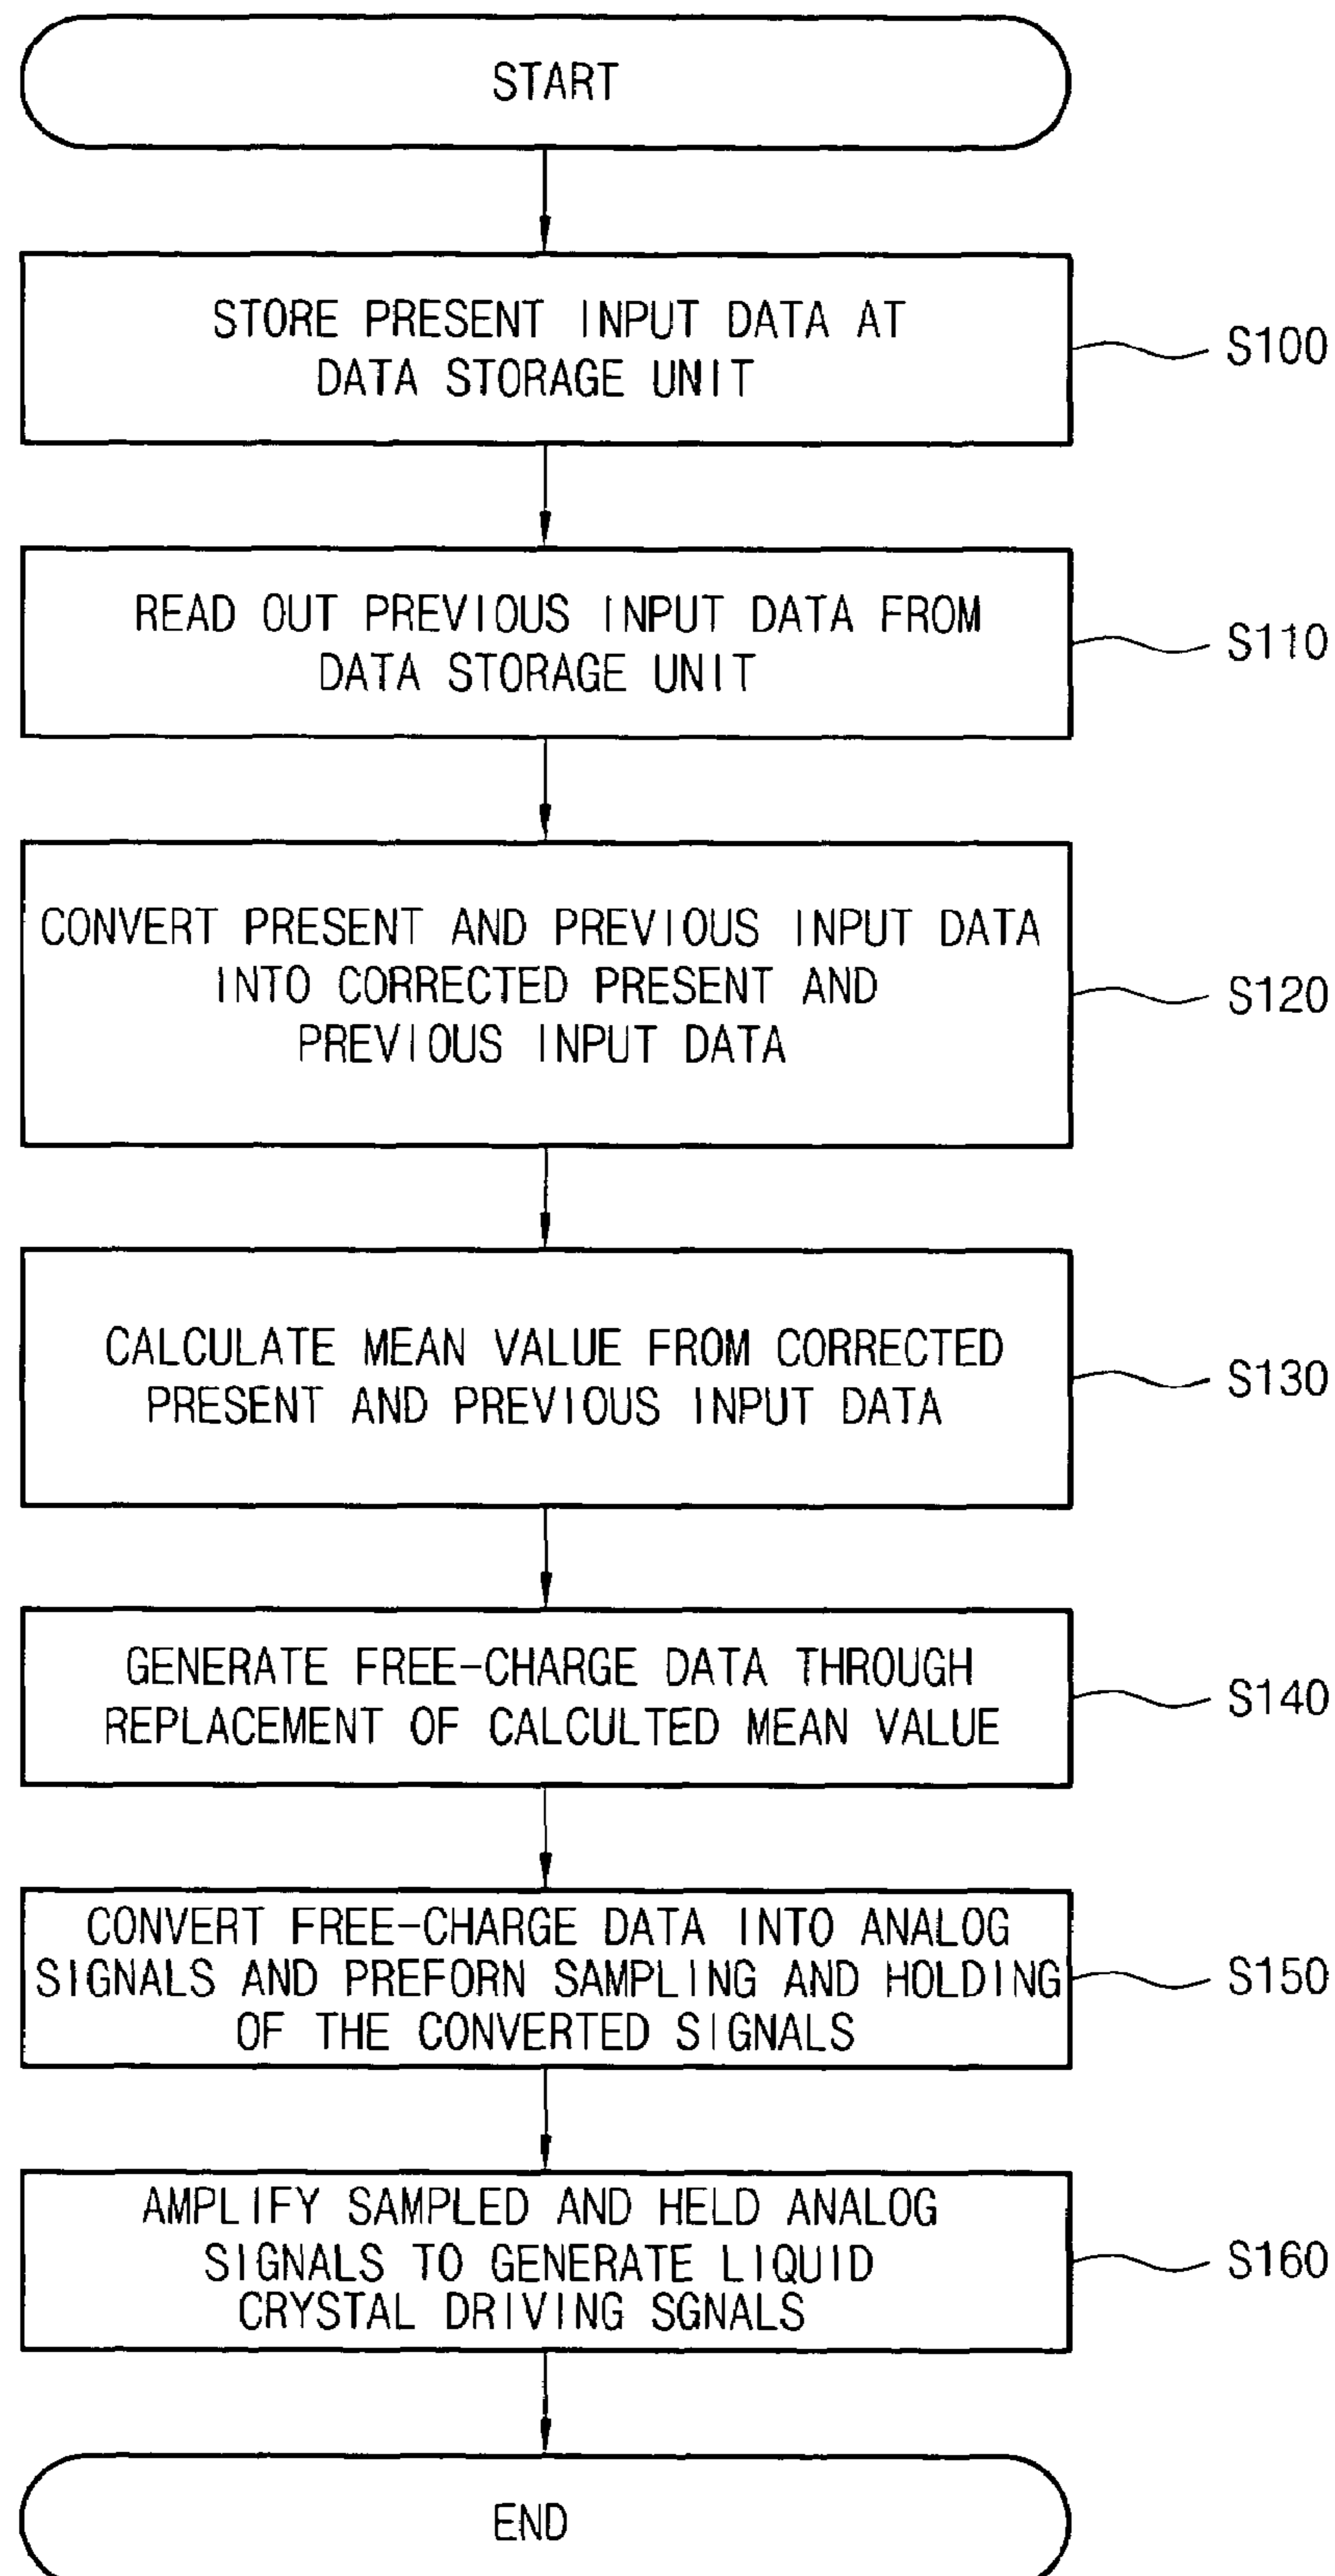 START
STORE PRESENT INPUT DATA AT
DATA STORAGE UNIT
S100
READ OUT PREVIOUS INPUT DATA FROM
DATA STORAGE UNIT
S110
CONVERT PRESENT AND PREVIOUS INPUT DATA
INTO CORRECTED PRESENT AND
PREVIOUS INPUT DATA
S120
CALCULATE MEAN VALUE FROM CORRECTED
PRESENT AND PREVIOUS INPUT DATA
S130
GENERATE FREE-CHARGE DATA THROUGH
REPLACEMENT OF CALCULTED MEAN VALUE
S140
CONVERT FREE-CHARGE DATA INTO ANALOG
SIGNALS AND PREFORN SAMPLING AND HOLDING
OF THE CONVERTED SIGNALS
S150
AMPLIFY SAMPLED AND HELD ANALOG
SIGNALS TO GENERATE LIQUID
CRYSTAL DRIVING SGNALS
S160
END